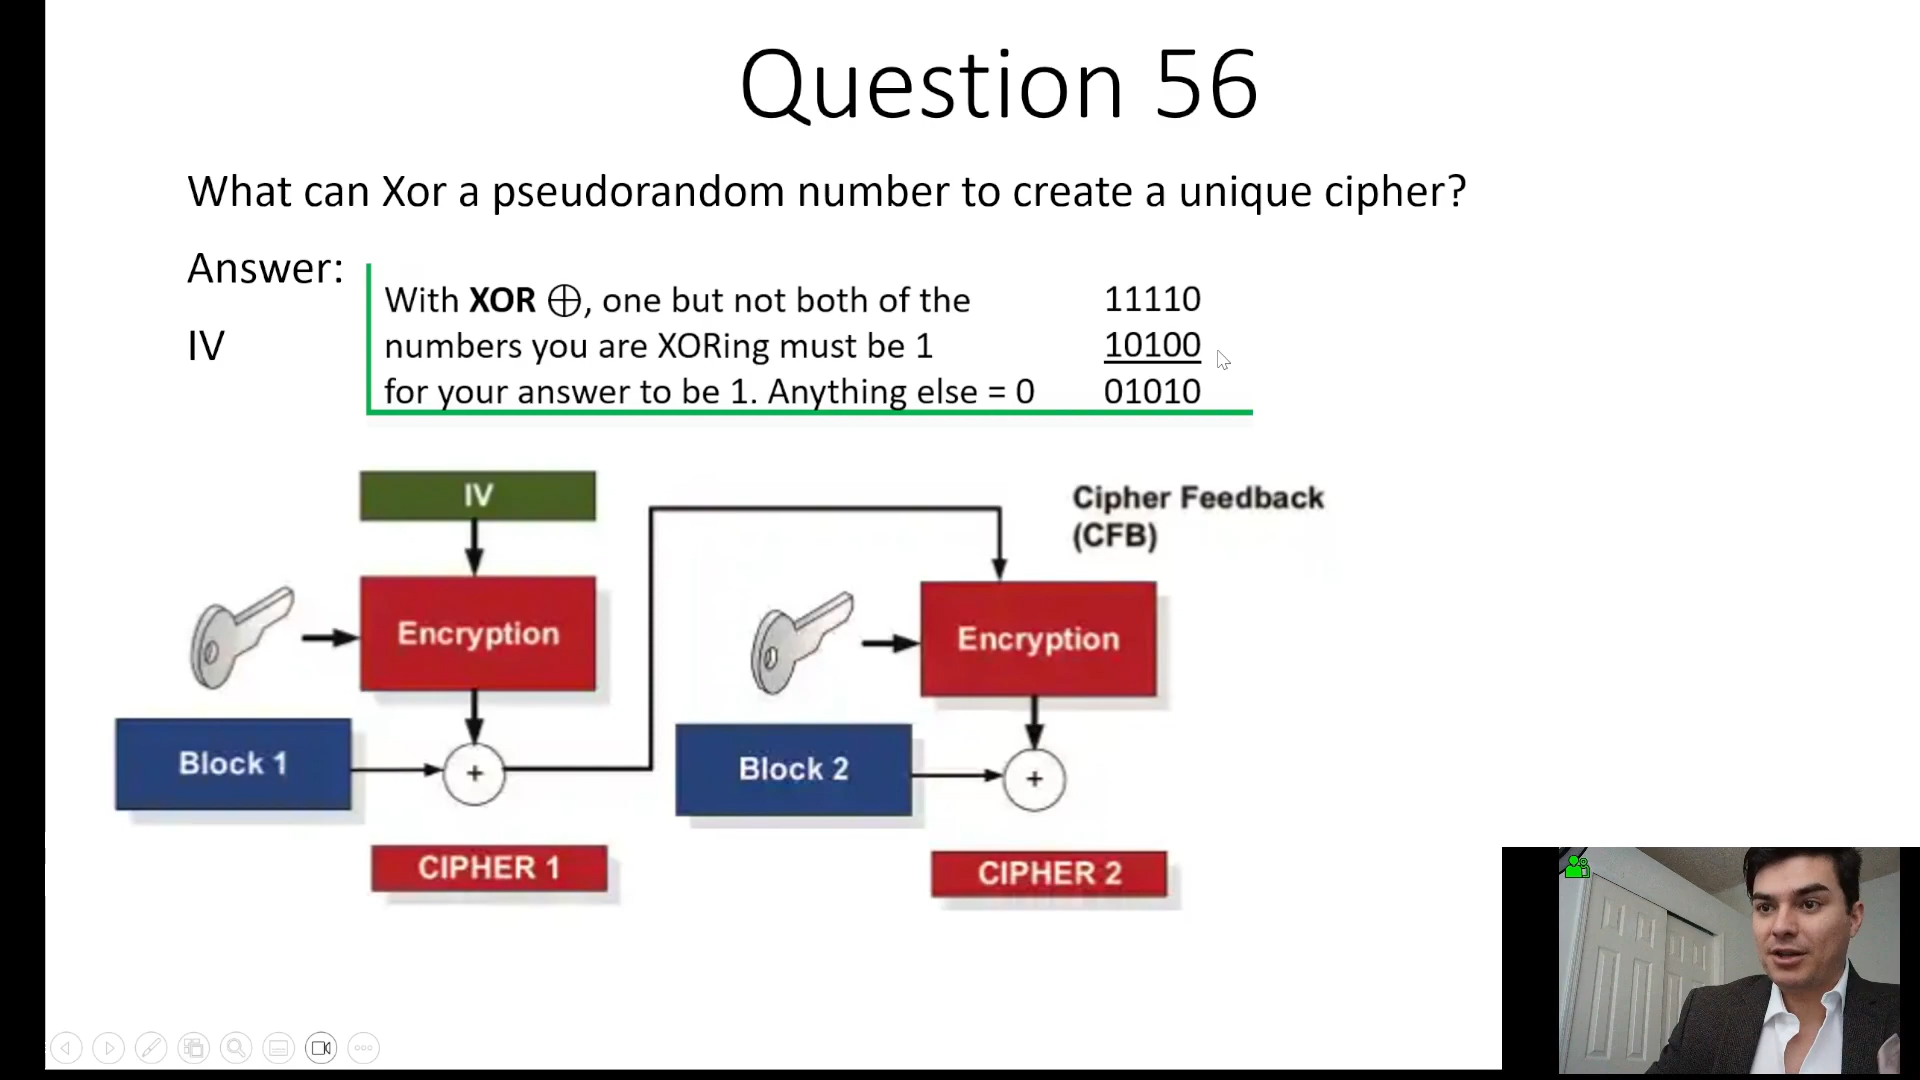 Question 56
What can Xor a pseudorandom number to create a unique cipher?
Answer:
IV
With XOR ⊕, one but not both of the
numbers you are XORing must be 1
for your answer to be 1. Anything else = 0
11110
10100
01010
IV
Cipher Feedback
(CFB)
Encryption
Encryption
Block 1
+
Block 2
+
CIPHER 1
CIPHER 2